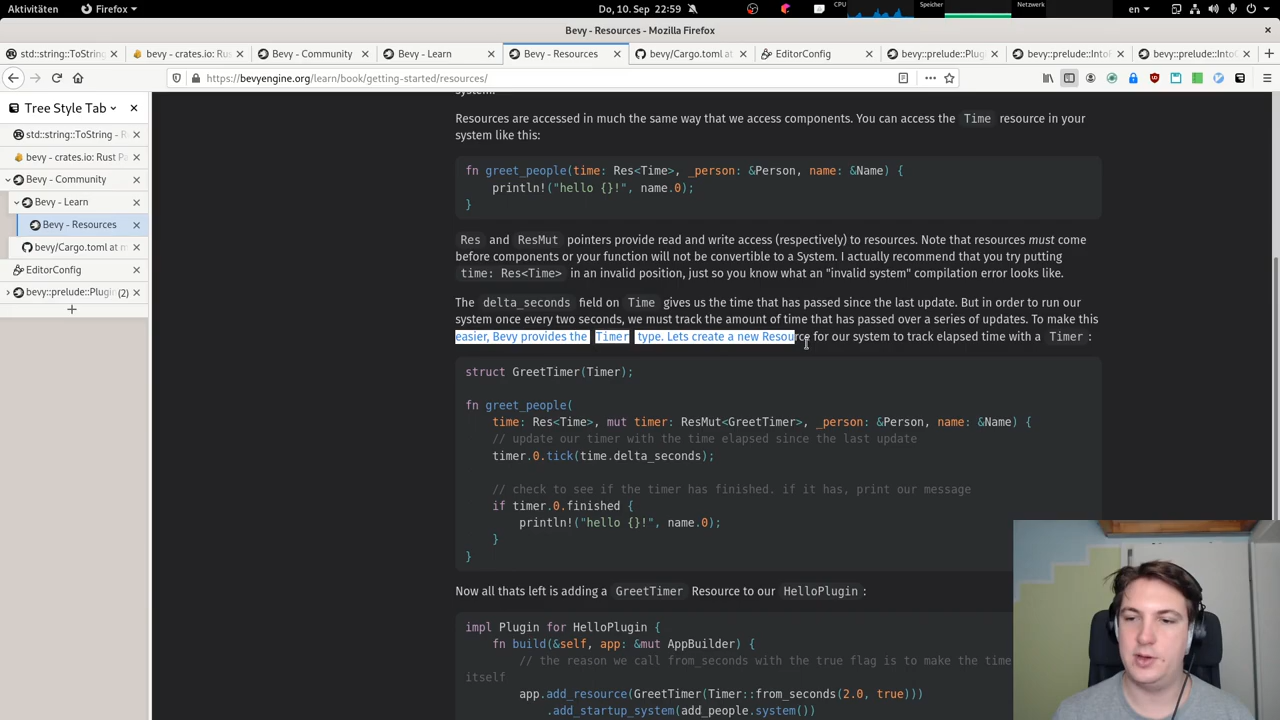 Aktivitäten
Firefox
Do, 10. Sep 22:59
CPU
Speicher
Netzwerk
en
Bevy - Resources - Mozilla Firefox
std::string::ToString -
bevy - crates.io: Rust
Bevy - Community
Bevy - Learn
Bevy - Resources
bevy/Cargo.toml at
EditorConfig
bevy::prelude::Plug
bevy::prelude::Into
bevy::prelude::Into
https://bevyengine.org/learn/book/getting-started/resources/
Tree Style Tab
std::string::ToString - R
bevy - crates.io: Rust Pa
Bevy - Community
Bevy - Learn
Bevy - Resources
bevy/Cargo.toml at m
EditorConfig
bevy::prelude::Plugi (2)
system.
Resources are accessed in much the same way that we access components. You can access the Time resource in your
system like this:
fn greet_people(time: Res<Time>, _person: &Person, name: &Name) {
println!("hello {}!", name.0);
}
Res and ResMut pointers provide read and write access (respectively) to resources. Note that resources must come
before components or your function will not be convertible to a System. I actually recommend that you try putting
time: Res<Time> in an invalid position, just so you know what an "invalid system" compilation error looks like.
The delta_seconds field on Time gives us the time that has passed since the last update. But in order to run our
system once every two seconds, we must track the amount of time that has passed over a series of updates. To make this
easier, Bevy provides the Timer type. Lets create a new Resource for our system to track elapsed time with a Timer:
struct GreetTimer(Timer);
fn greet_people(
time: Res<Time>, mut timer: ResMut<GreetTimer>, _person: &Person, name: &Name) {
// update our timer with the time elapsed since the last update
timer.0.tick(time.delta_seconds);
// check to see if the timer has finished. if it has, print our message
if timer.0.finished {
println!("hello {}!", name.0);
}
}
Now all thats left is adding a GreetTimer Resource to our HelloPlugin:
impl Plugin for HelloPlugin {
fn build(&self, app: &mut AppBuilder) {
// the reason we call from_seconds with the true flag is to make the time
itself
app.add_resource(GreetTimer(Timer::from_seconds(2.0, true)))
.add_startup_system(add_people.system())